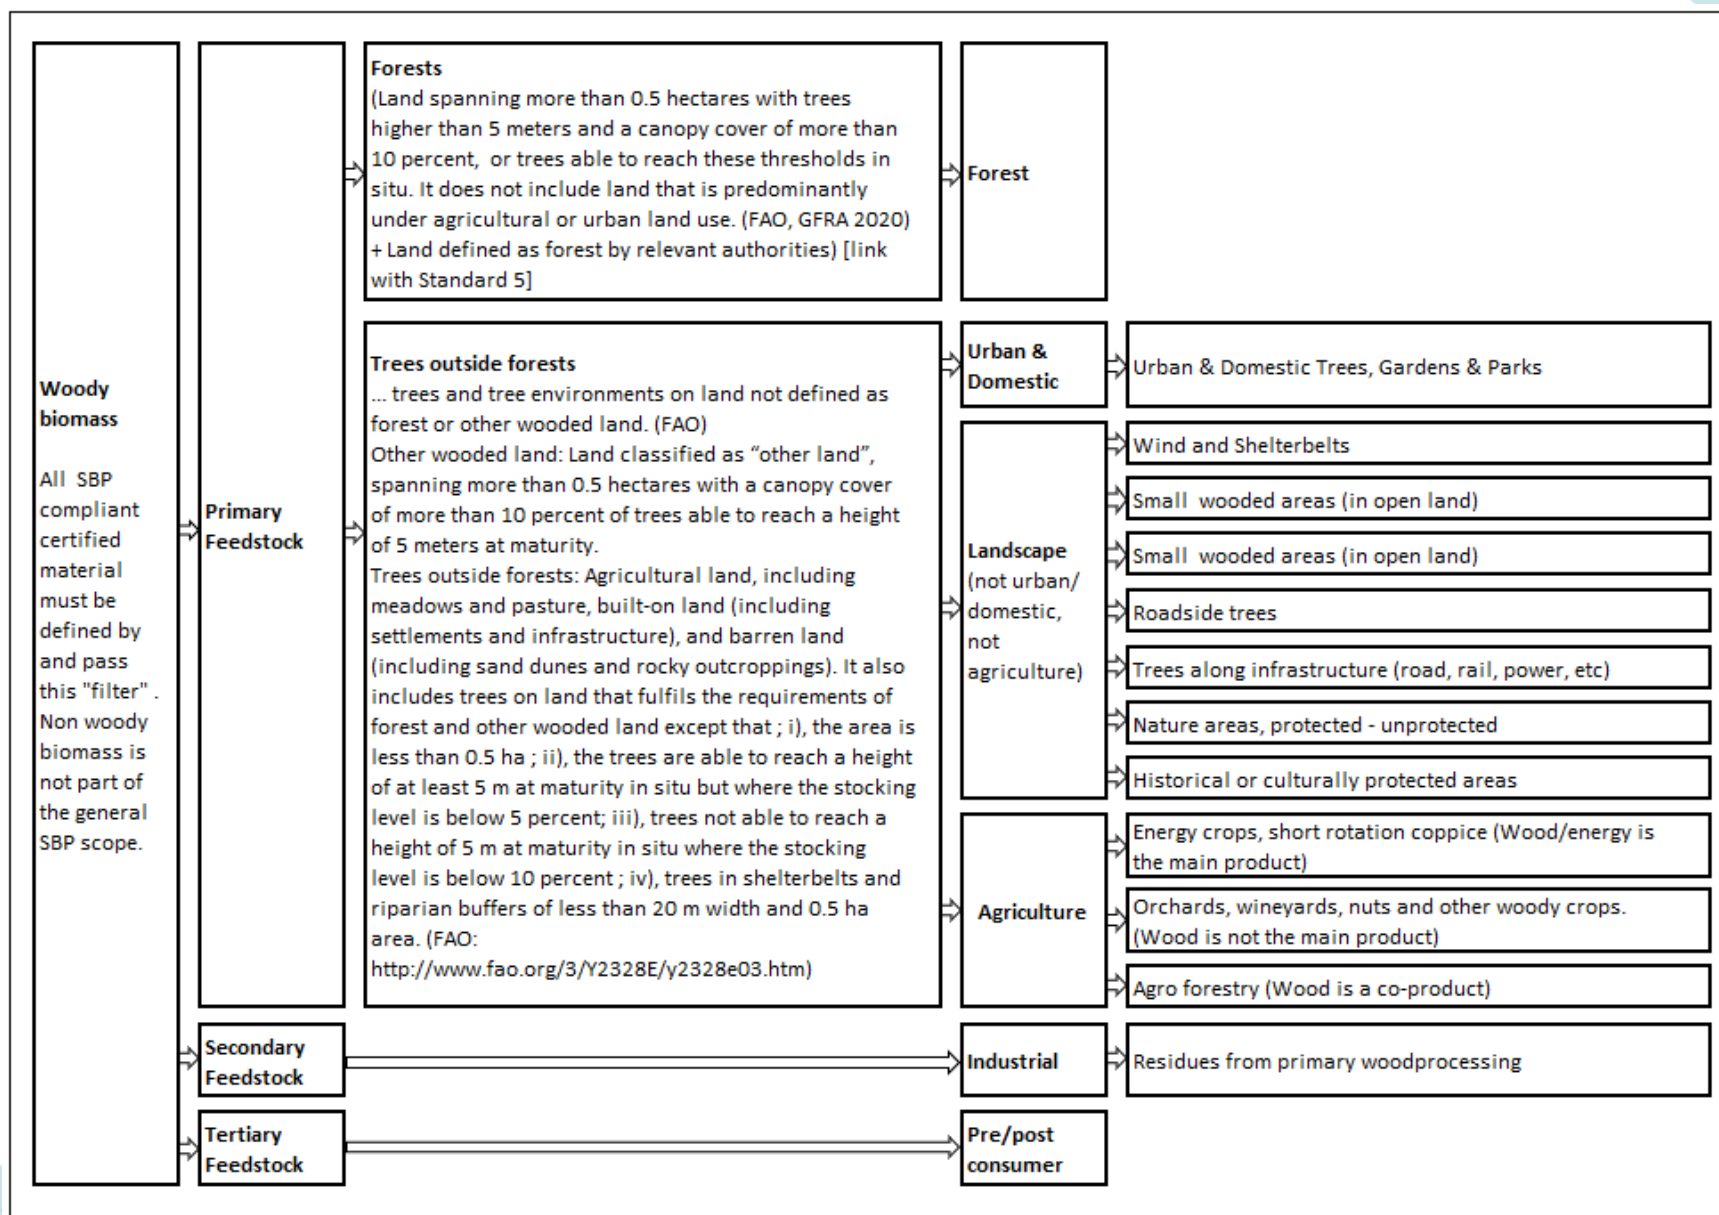 Woody
biomass
All  SBP
compliant
certified
material
must be
defined by
and pass
this "filter" .
Non woody
biomass is
not part of
the general
SBP scope.
Primary
Feedstock
Forests
(Land spanning more than 0.5 hectares with trees
higher than 5 meters and a canopy cover of more than
10 percent,  or trees able to reach these thresholds in
situ. It does not include land that is predominantly
under agricultural or urban land use. (FAO, GFRA 2020)
+ Land defined as forest by relevant authorities) [link
with Standard 5]
Forest
Trees outside forests
... trees and tree environments on land not defined as
forest or other wooded land. (FAO)
Other wooded land: Land classified as “other land”,
spanning more than 0.5 hectares with a canopy cover
of more than 10 percent of trees able to reach a height
of 5 meters at maturity.
Trees outside forests: Agricultural land, including
meadows and pasture, built-on land (including
settlements and infrastructure), and barren land
(including sand dunes and rocky outcroppings). It also
includes trees on land that fulfils the requirements of
forest and other wooded land except that ; i), the area is
less than 0.5 ha ; ii), the trees are able to reach a height
of at least 5 m at maturity in situ but where the stocking
level is below 5 percent; iii), trees not able to reach a
height of 5 m at maturity in situ where the stocking
level is below 10 percent ; iv), trees in shelterbelts and
riparian buffers of less than 20 m width and 0.5 ha
area. (FAO:
http://www.fao.org/3/Y2328E/y2328e03.htm)
Urban &
Domestic
Urban & Domestic Trees, Gardens & Parks
Landscape
(not urban/
domestic,
not
agriculture)
Wind and Shelterbelts
Small  wooded areas (in open land)
Small  wooded areas (in open land)
Roadside trees
Trees along infrastructure (road, rail, power, etc)
Nature areas, protected - unprotected
Historical or culturally protected areas
Agriculture
Energy crops, short rotation coppice (Wood/energy is
the main product)
Orchards, wineyards, nuts and other woody crops.
(Wood is not the main product)
Agro forestry (Wood is a co-product)
Secondary
Feedstock
Industrial
Residues from primary woodprocessing
Tertiary
Feedstock
Pre/post
consumer